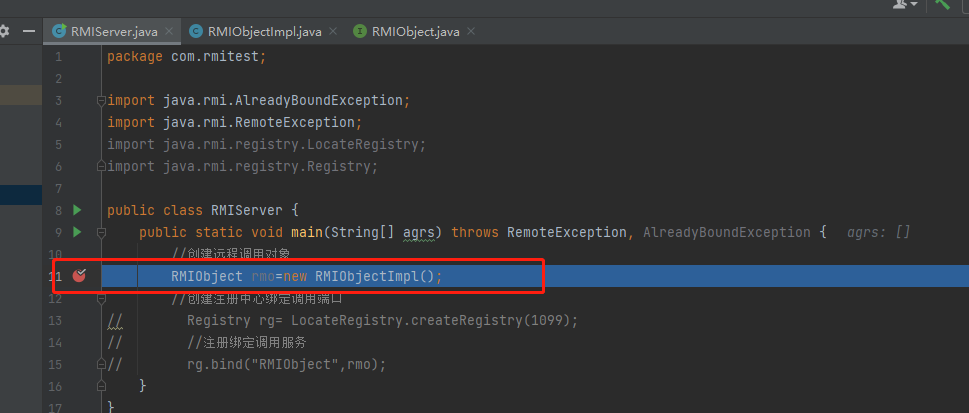 RMIServer.java × RMIObjectImpl.java × RMIObject.java ×
1 package com.rmitest;
2
3 import java.rmi.AlreadyBoundException;
4 import java.rmi.RemoteException;
5 import java.rmi.registry.LocateRegistry;
6 import java.rmi.registry.Registry;
7
8 public class RMIServer {
9 public static void main(String[] agrs) throws RemoteException, AlreadyBoundException { agrs: []
10 //创建远程调用对象
11 RMIObject rmo=new RMIObjectImpl();
12 //创建注册中心绑定调用端口
13 // Registry rg= LocateRegistry.createRegistry(1099);
14 // //注册绑定调用服务
15 // rg.bind("RMIObject",rmo);
16 }
17 }